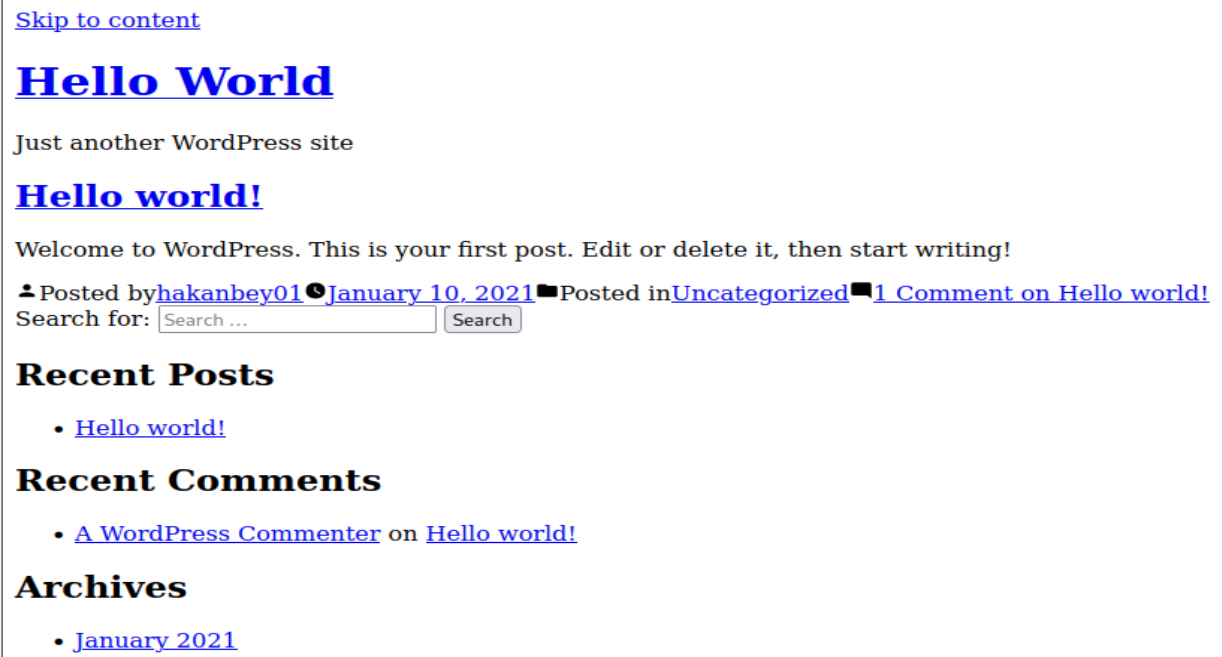 Skip to content
Hello World
Just another WordPress site
Hello world!
Welcome to WordPress. This is your first post. Edit or delete it, then start writing!
Posted byhakanbey01January 10, 2021Posted inUncategorized1 Comment on Hello world!
Search for: Search … Search
Recent Posts
• Hello world!
Recent Comments
• A WordPress Commenter on Hello world!
Archives
• January 2021